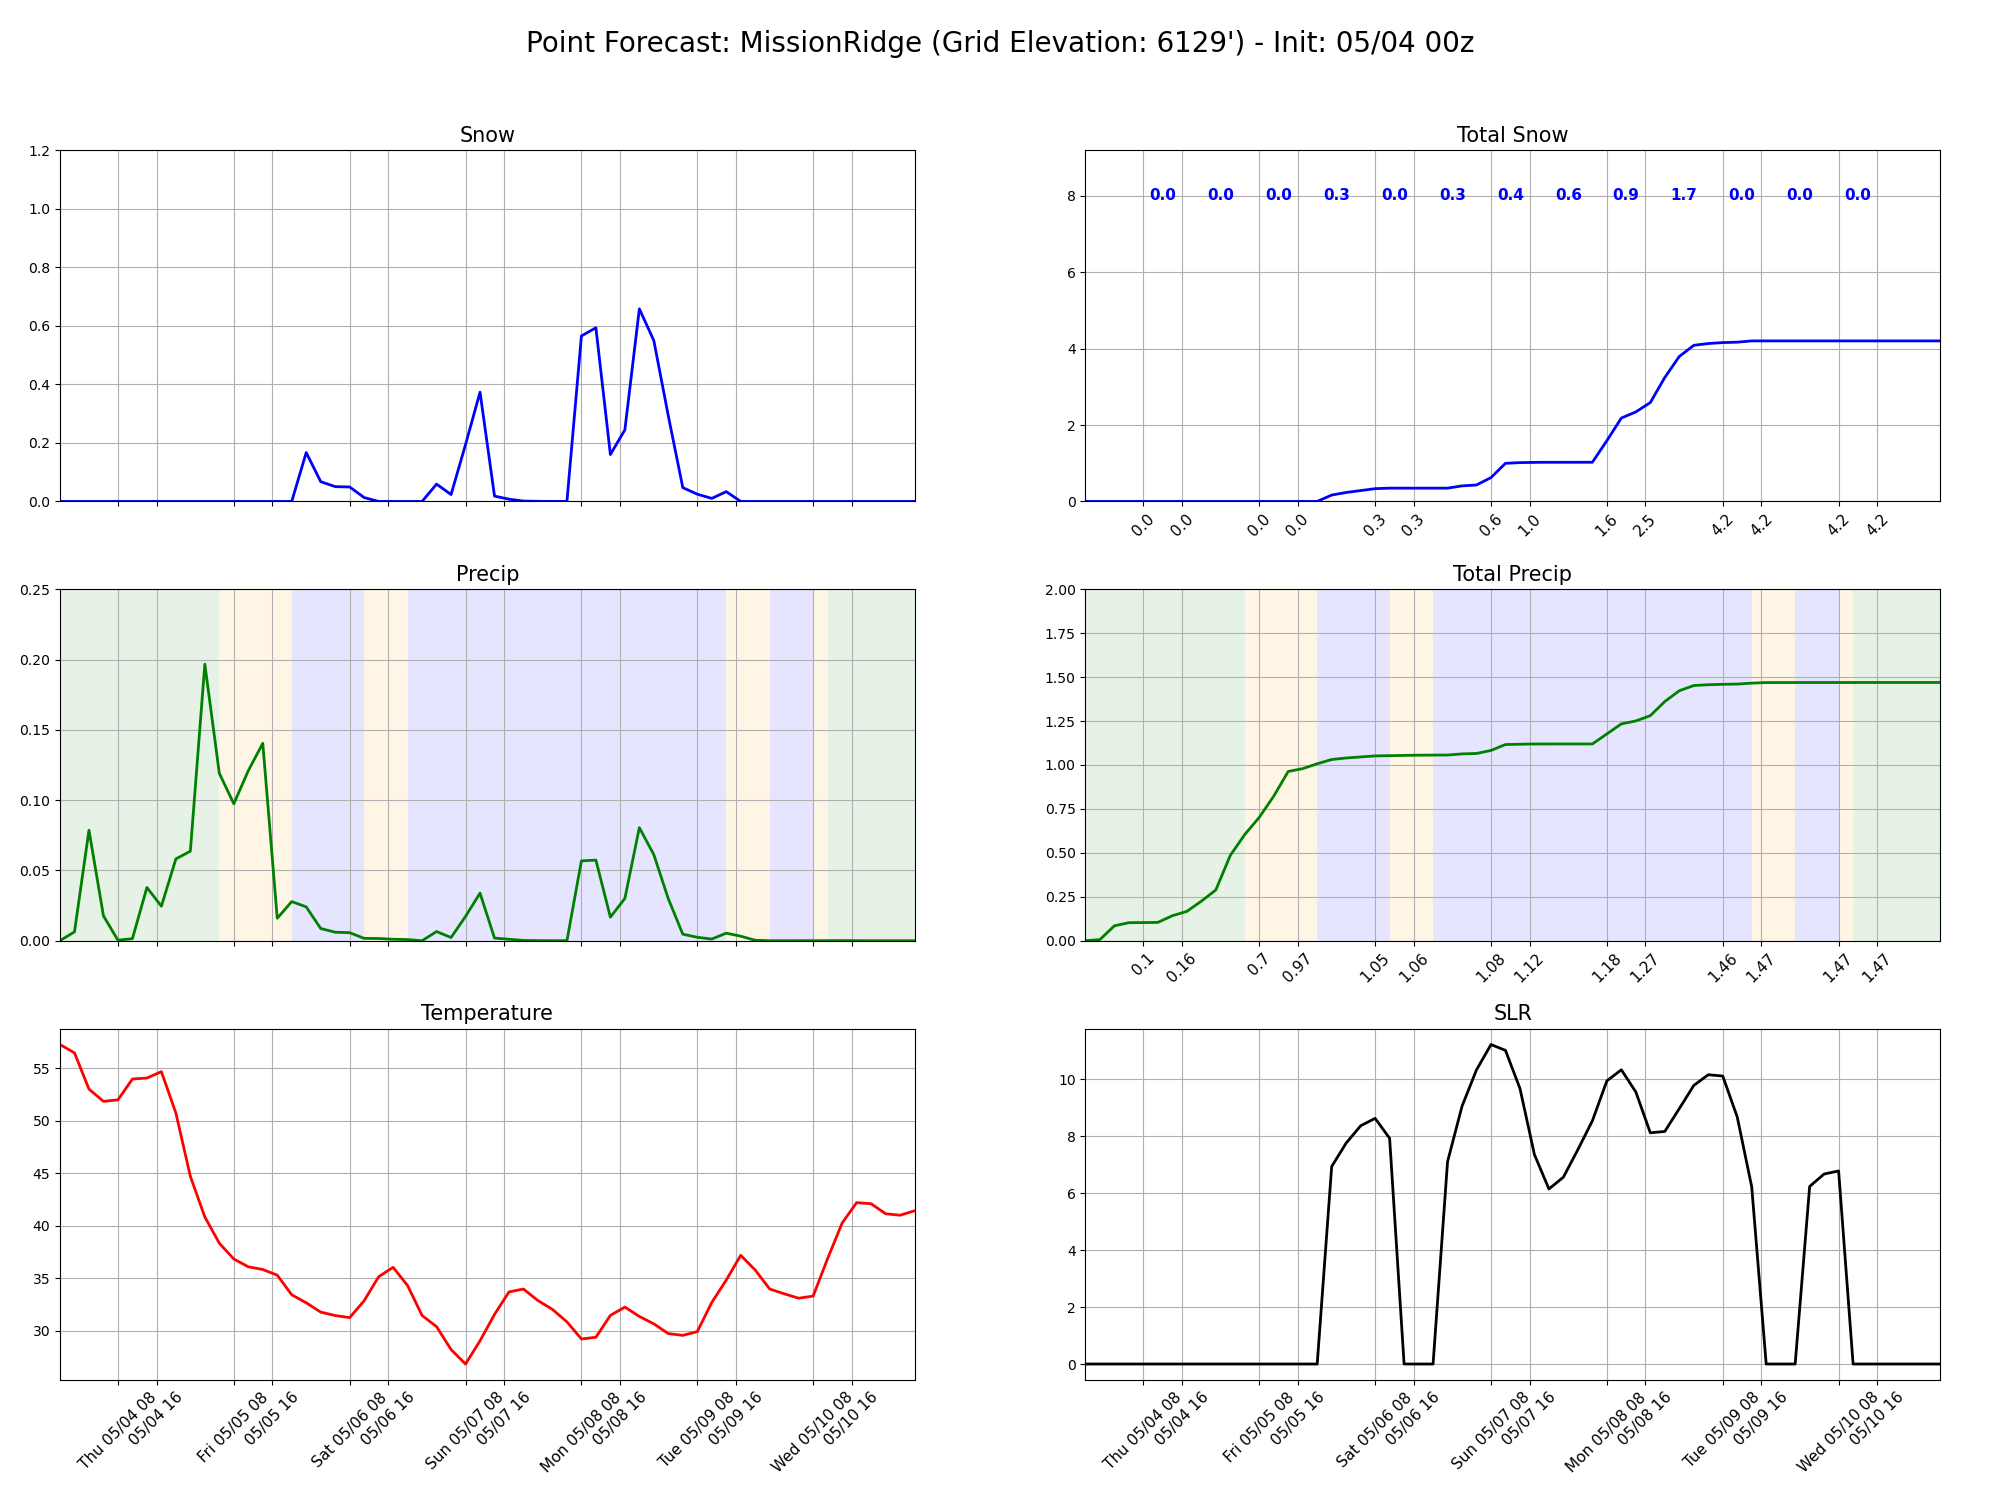 Point Forecast: MissionRidge (Grid Elevation: 6129') - Init: 05/04 00z
Snow
1.2
1.0
0.8
0.6
0.4
0.2
0.0
Total Snow
8
6
4
2
0
0.0 0.0 0.0 0.3 0.0 0.3 0.4 0.6 0.9 1.7 0.0 0.0 0.0
0.0 0.0 0.0 0.0 0.3 0.3 0.6 1.0 1.6 2.5 4.2 4.2 4.2 4.2
Precip
0.25
0.20
0.15
0.10
0.05
0.00
Total Precip
2.00
1.75
1.50
1.25
1.00
0.75
0.50
0.25
0.00
0.1 0.16 0.7 0.97 1.05 1.06 1.08 1.12 1.18 1.27 1.46 1.47 1.47 1.47
Temperature
55
50
45
40
35
30
Thu 05/04 08
05/04 16
Fri 05/05 08
05/05 16
Sat 05/06 08
05/06 16
Sun 05/07 08
05/07 16
Mon 05/08 08
05/08 16
Tue 05/09 08
05/09 16
Wed 05/10 08
05/10 16
SLR
10
8
6
4
2
0
Thu 05/04 08
05/04 16
Fri 05/05 08
05/05 16
Sat 05/06 08
05/06 16
Sun 05/07 08
05/07 16
Mon 05/08 08
05/08 16
Tue 05/09 08
05/09 16
Wed 05/10 08
05/10 16